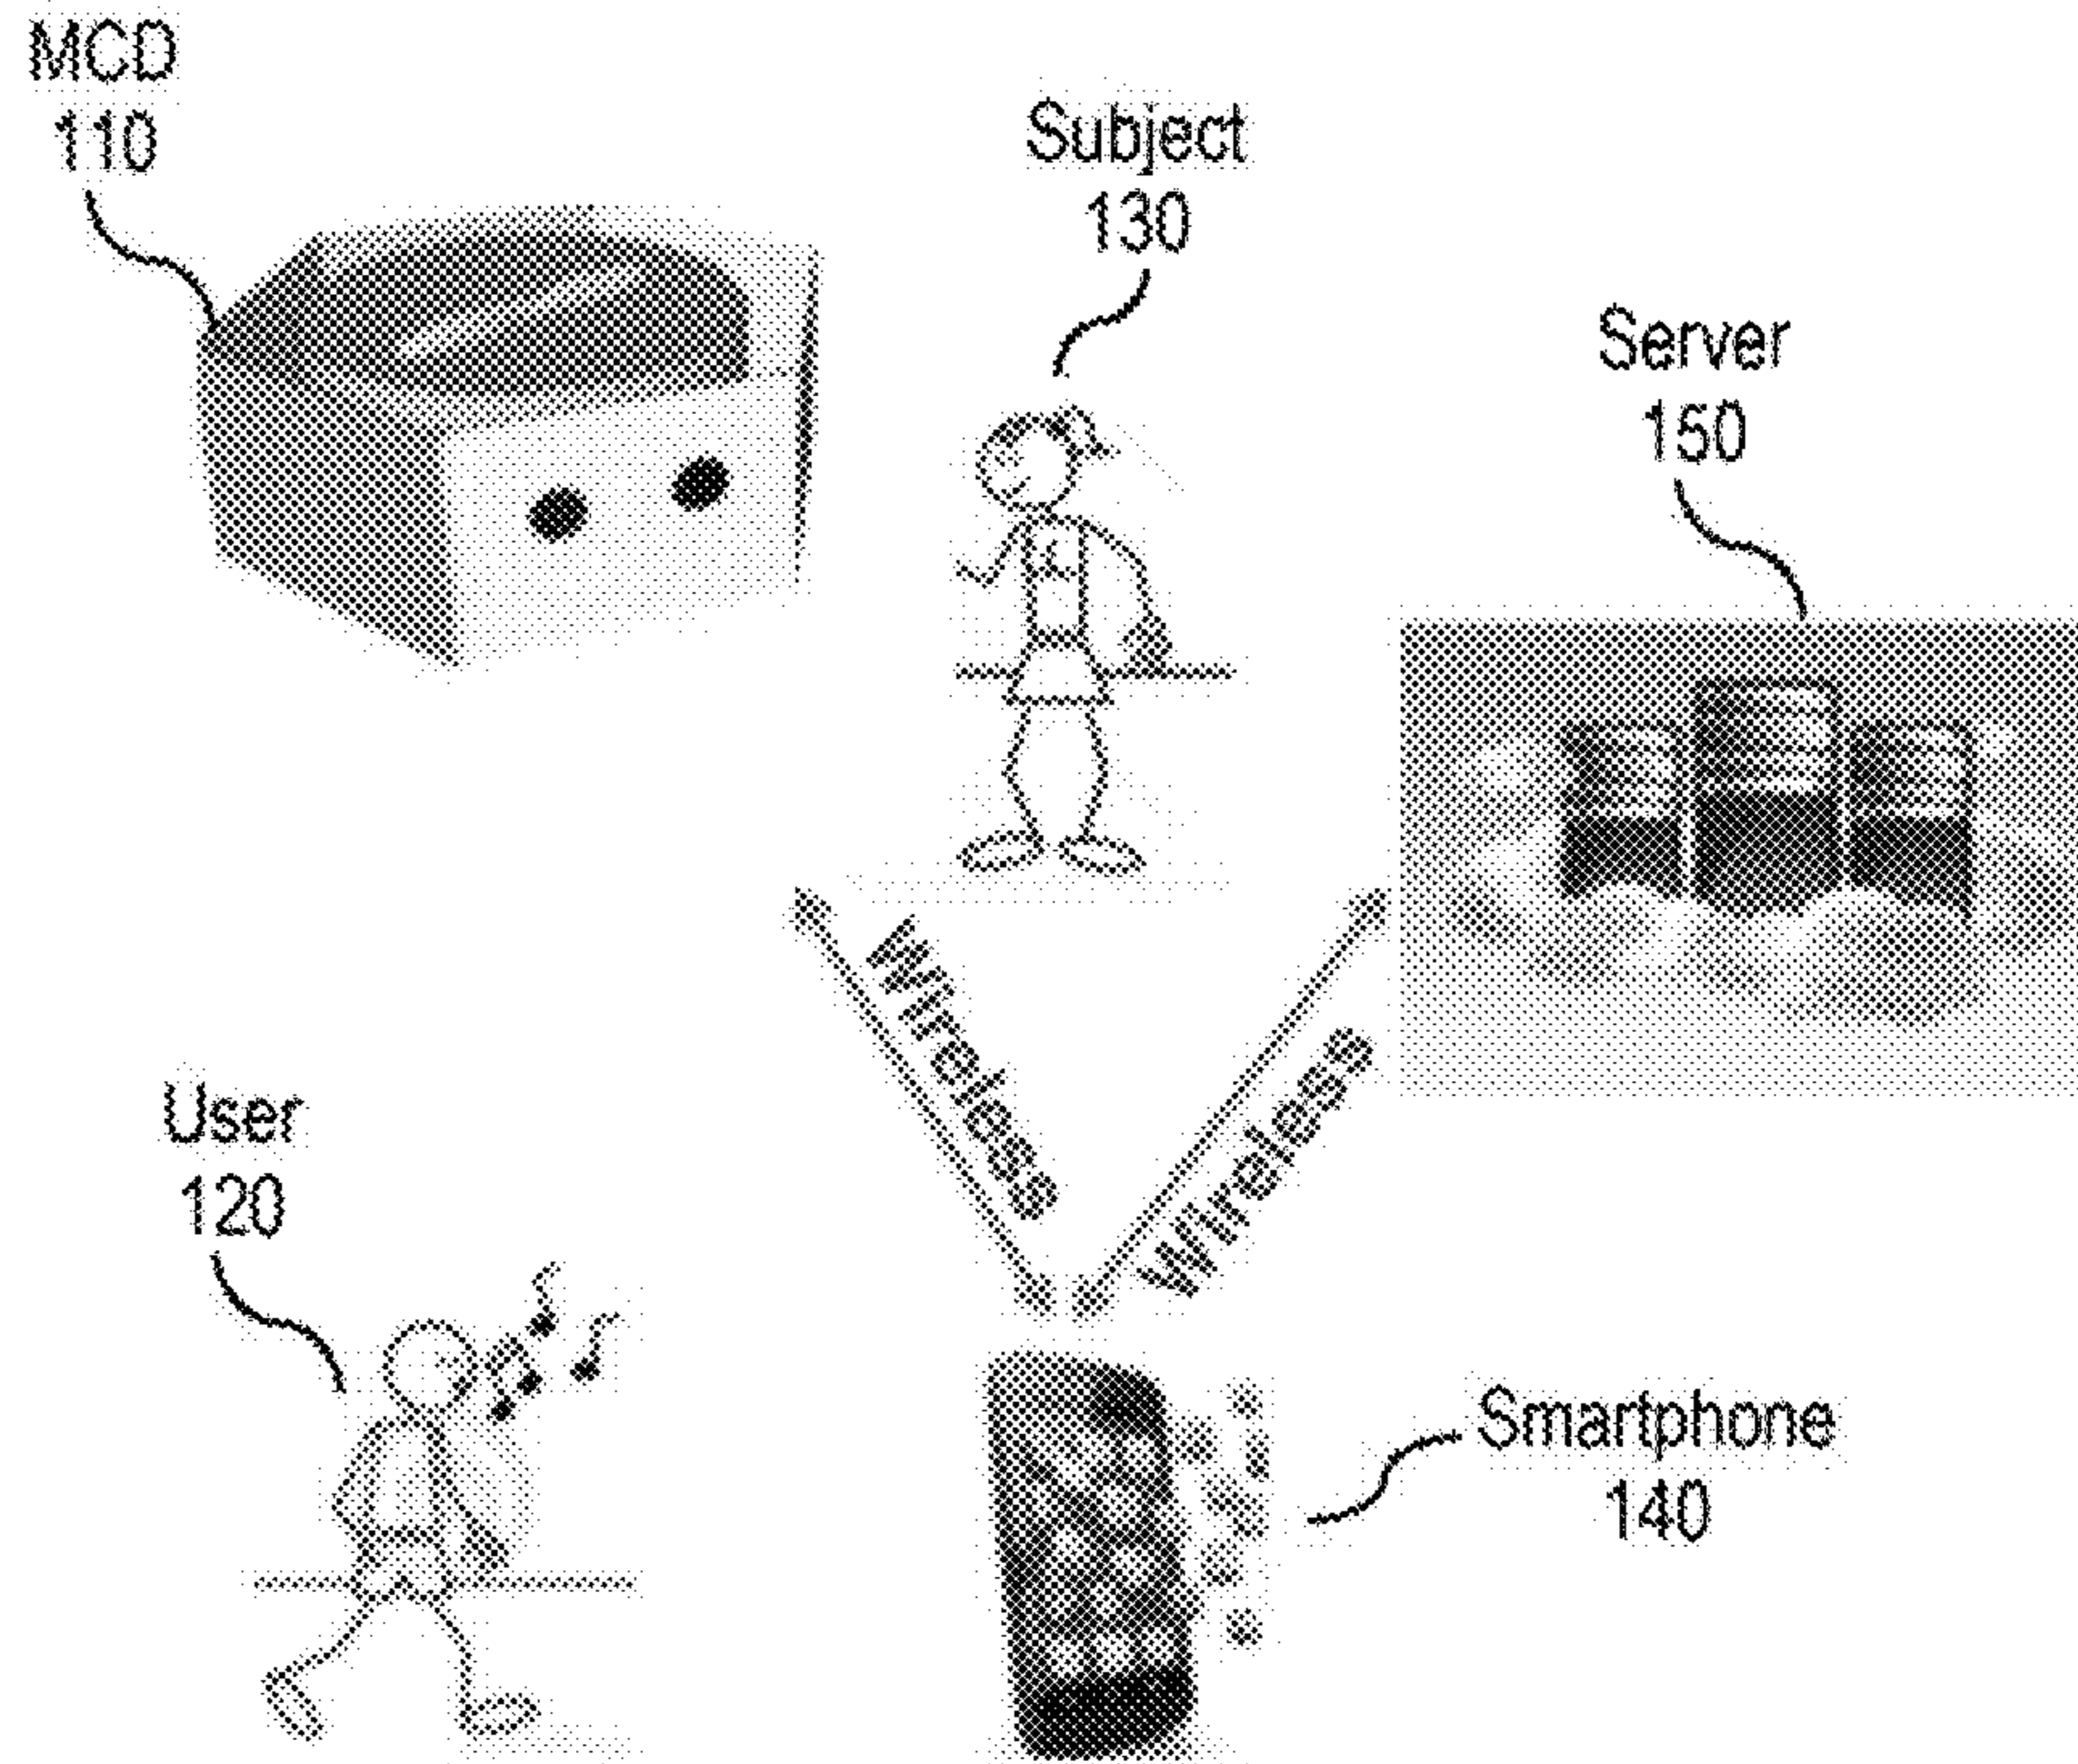 MCD
110
Subject
130
Server
150
Wireless
Wireless
User
120
Smartphone
140